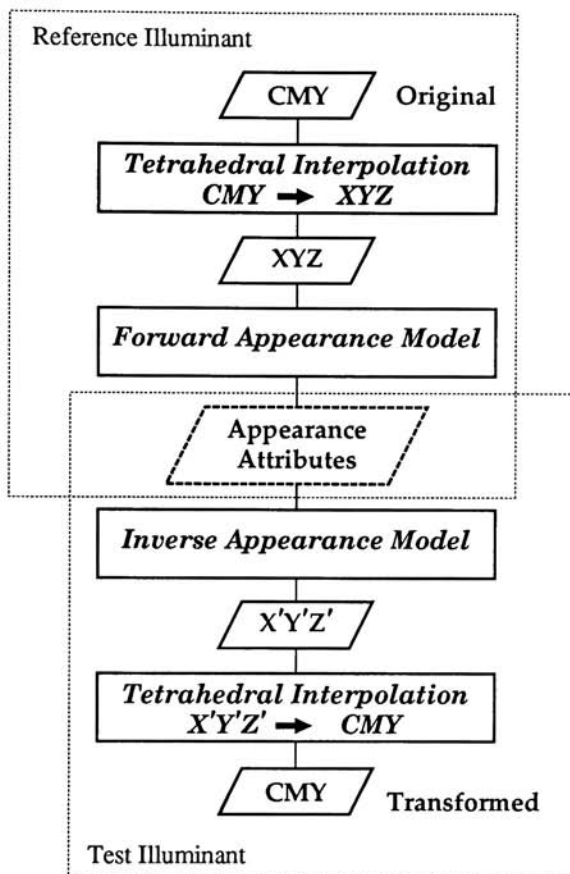 Reference Illuminant
CMY Original
Tetrahedral Interpolation
CMY → XYZ
XYZ
Forward Appearance Model
Appearance
Attributes
Inverse Appearance Model
X'Y'Z'
Tetrahedral Interpolation
X'Y'Z' → CMY
CMY Transformed
Test Illuminant